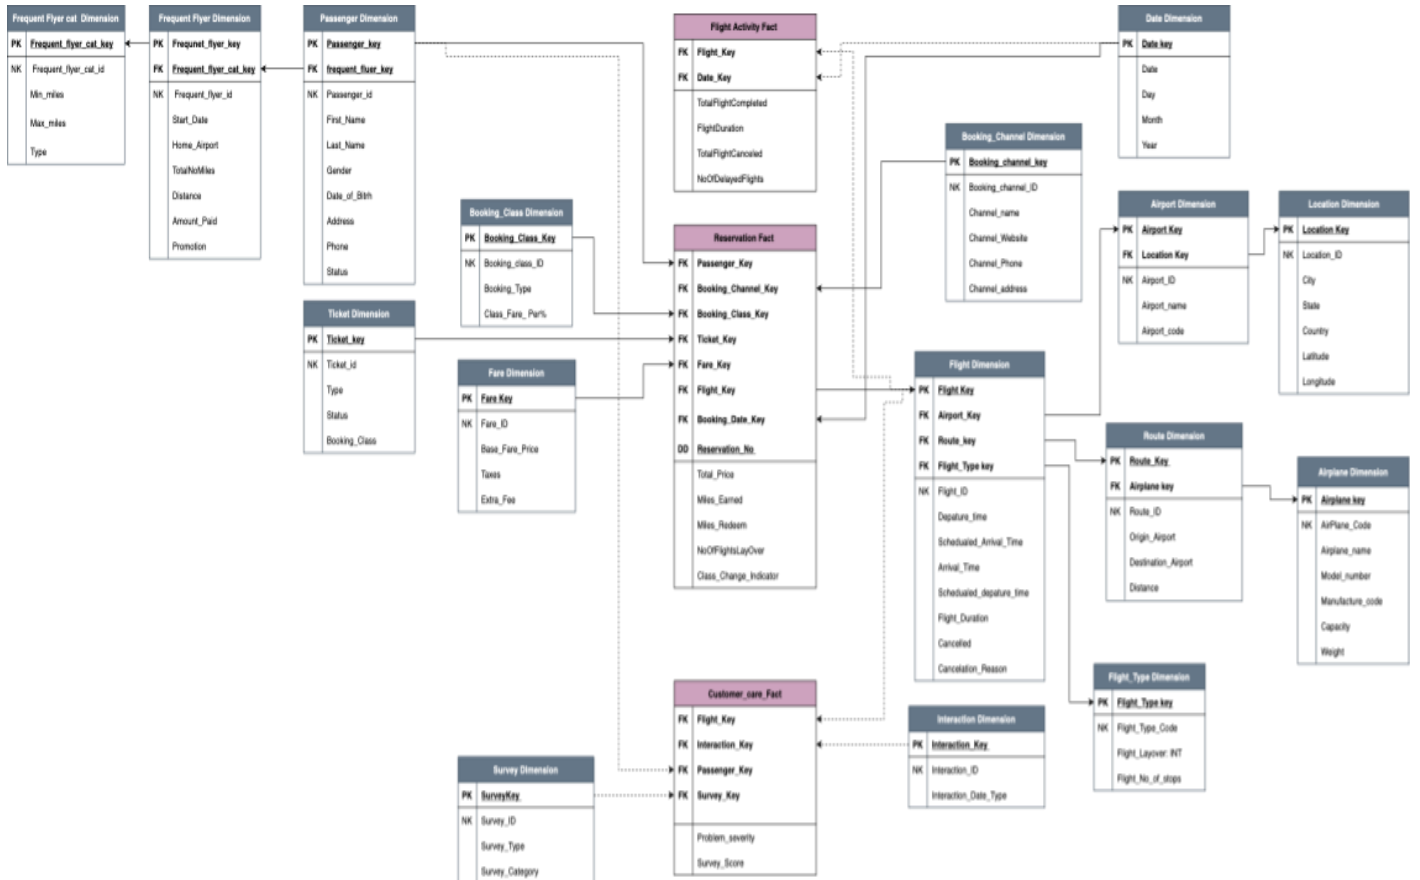 Frequent Flyer cat Dimension
PK Frequent_flyer_cat_key
NK Frequent_flyer_cat_id
Min_miles
Max_miles
Type
Frequent Flyer Dimension
PK Frequnet_flyer_key
FK Frequent_flyer_cat_key
NK Frequent_flyer_id
Start_Date
Home_Airport
TotalNoMiles
Distance
Amount_Paid
Promotion
Passenger Dimension
PK Passenger_key
FK frequent_fluer_key
NK Passenger_id
First_Name
Last_Name
Gender
Date_of_Bitrh
Address
Phone
Status
Ticket Dimension
PK Ticket_key
NK Ticket_id
Type
Status
Booking_Class
Booking_Class Dimension
PK Booking_Class_Key
NK Booking_class_ID
Booking_Type
Class_Fare_ Per%
Fare Dimension
PK Fare Key
NK Fare_ID
Base_Fare_Price
Taxes
Extra_Fee
Survey Dimension
PK SurveyKey
NK Survey_ID
Survey_Type
Survey_Category
Flight Activity Fact
FK Flight_Key
FK Date_Key
TotalFlightCompleted
FlightDuration
TotalFlightCanceled
NoOfDelayedFlights
Reservation Fact
FK Passenger_Key
FK Booking_Channel_Key
FK Booking_Class_Key
FK Ticket_Key
FK Fare_Key
FK Flight_Key
FK Booking_Date_Key
DD Reservation_No
Total_Price
Miles_Earned
Miles_Redeem
NoOfFlightsLayOver
Class_Change_Indicator
Customer_care_Fact
FK Flight_Key
FK Interaction_Key
FK Passenger_Key
FK Survey_Key
Problem_severity
Survey_Score
Date Dimension
PK Date key
Date
Day
Month
Year
Booking_Channel Dimension
PK Booking_channel_key
NK Booking_channel_ID
Channel_name
Channel_Website
Channel_Phone
Channel_address
Airport Dimension
PK Airport Key
FK Location Key
NK Airport_ID
Airport_name
Airport_code
Location Dimension
PK Location Key
NK Location_ID
City
State
Country
Latitude
Longitude
Flight Dimension
PK Flight Key
FK Airport_Key
FK Route_key
FK Flight_Type key
NK Flight_ID
Depature_time
Schedualed_Arrival_Time
Arrival_Time
Schedualed_depature_time
Flight_Duration
Cancelled
Cancelation_Reason
Route Dimension
PK Route_Key
FK Airplane key
NK Route_ID
Origin_Airport
Destination_Airport
Distance
Airplane Dimension
PK Airplane key
NK AirPlane_Code
Airplane_name
Model_number
Manufacture_code
Capacity
Weight
Flight_Type Dimension
PK Flight_Type key
NK Flight_Type_Code
Flight_Layover: INT
Flight_No_of_stops
Interaction Dimension
PK Interaction_Key
NK Interaction_ID
Interaction_Date_Type